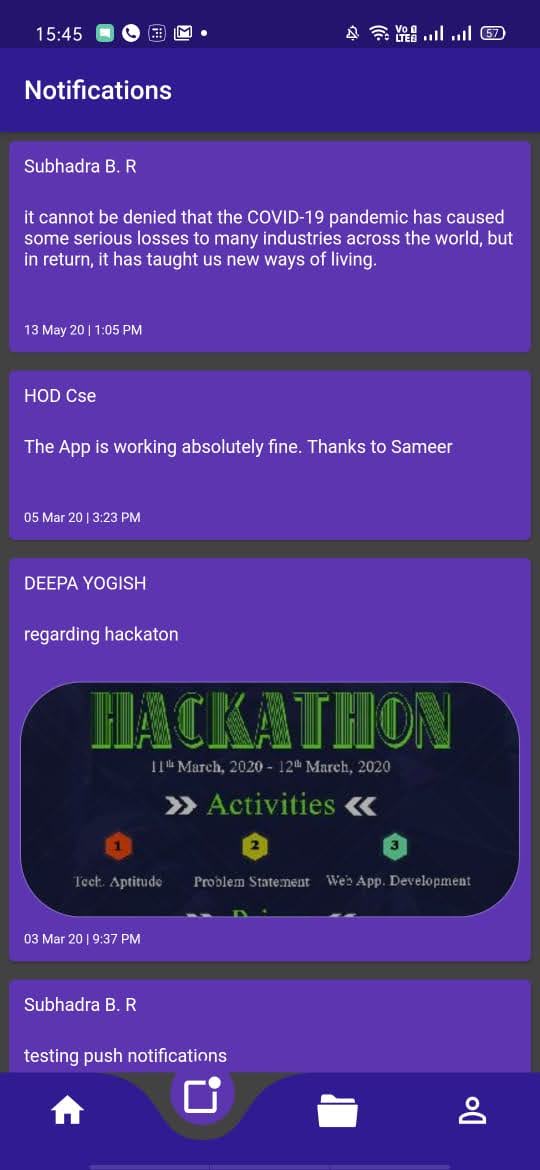 15:45
Vo
LTE
57
Notifications
Subhadra B. R
it cannot be denied that the COVID-19 pandemic has caused
some serious losses to many industries across the world, but
in return, it has taught us new ways of living.
13 May 20 | 1:05 PM
HOD Cse
The App is working absolutely fine. Thanks to Sameer
05 Mar 20 | 3:23 PM
DEEPA YOGISH
regarding hackaton
HACKATHON
11th March, 2020 - 12th March, 2020
Activities
1 2 3
Tech. Aptitude Problem Statement Web App. Development
03 Mar 20 | 9:37 PM
Subhadra B. R
testing push notifications